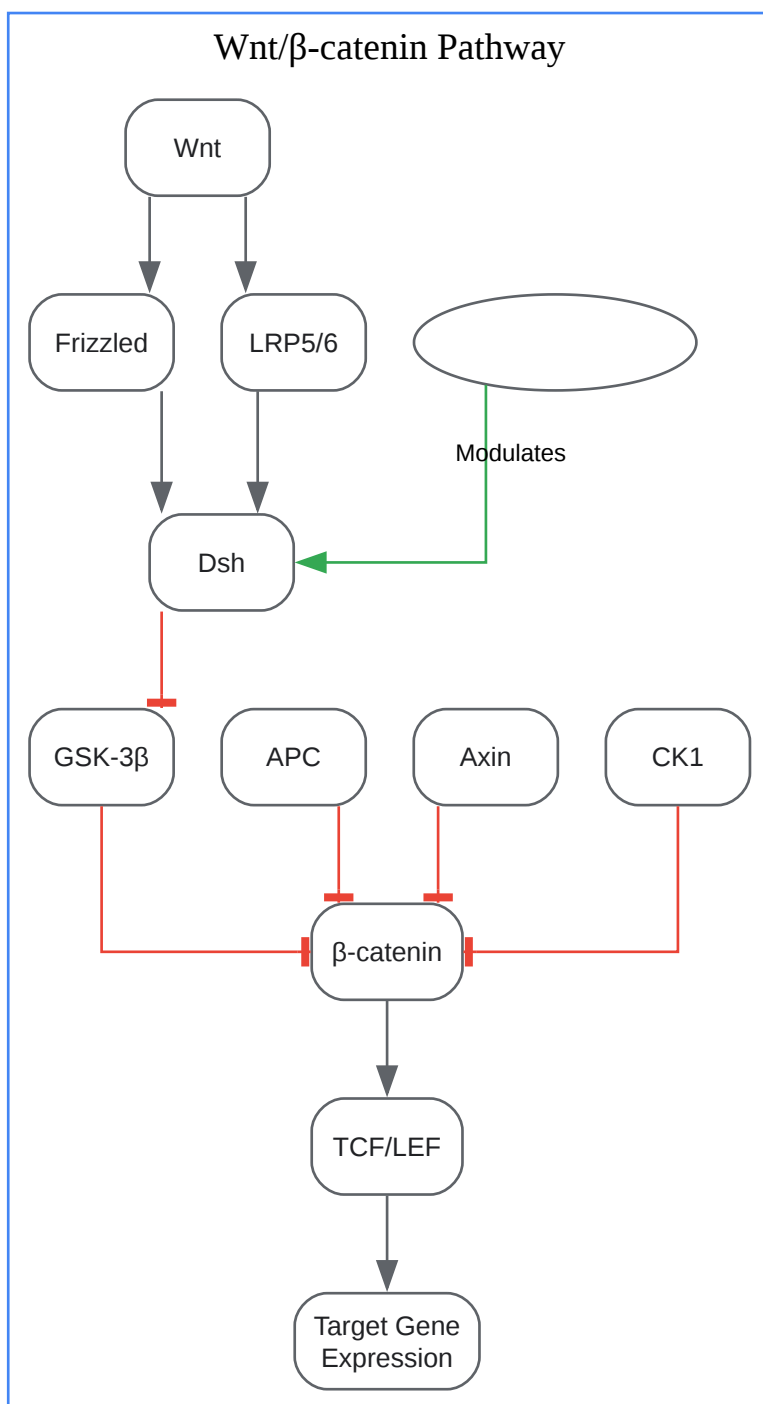 Wnt/β-catenin Pathway
Wnt
Frizzled
LRP5/6
Modulates
Dsh
GSK-3β
APC
Axin
CK1
β-catenin
TCF/LEF
Target Gene
Expression